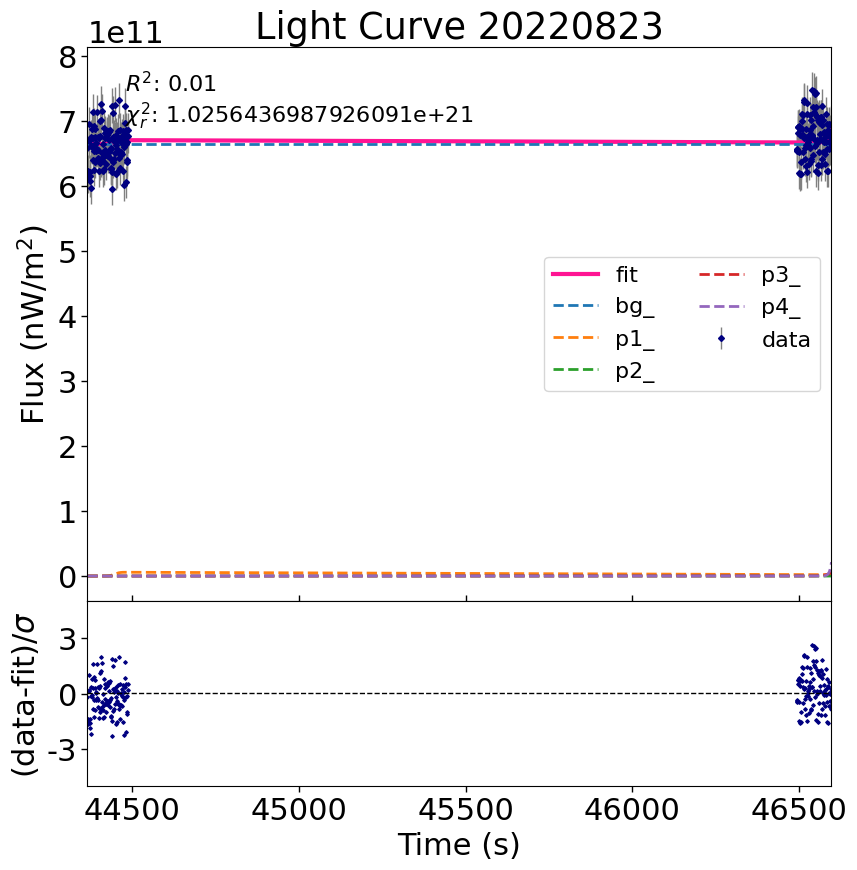 Light Curve 20220823
1e11
R²: 0.01
χ²ᵣ: 1.0256436987926091e+21
8
7
6
5
4
3
2
1
0
Flux (nW/m²)
fit
bg_
p1_
p2_
p3_
p4_
data
3
0
-3
(data-fit)/σ
44500 45000 45500 46000 46500
Time (s)